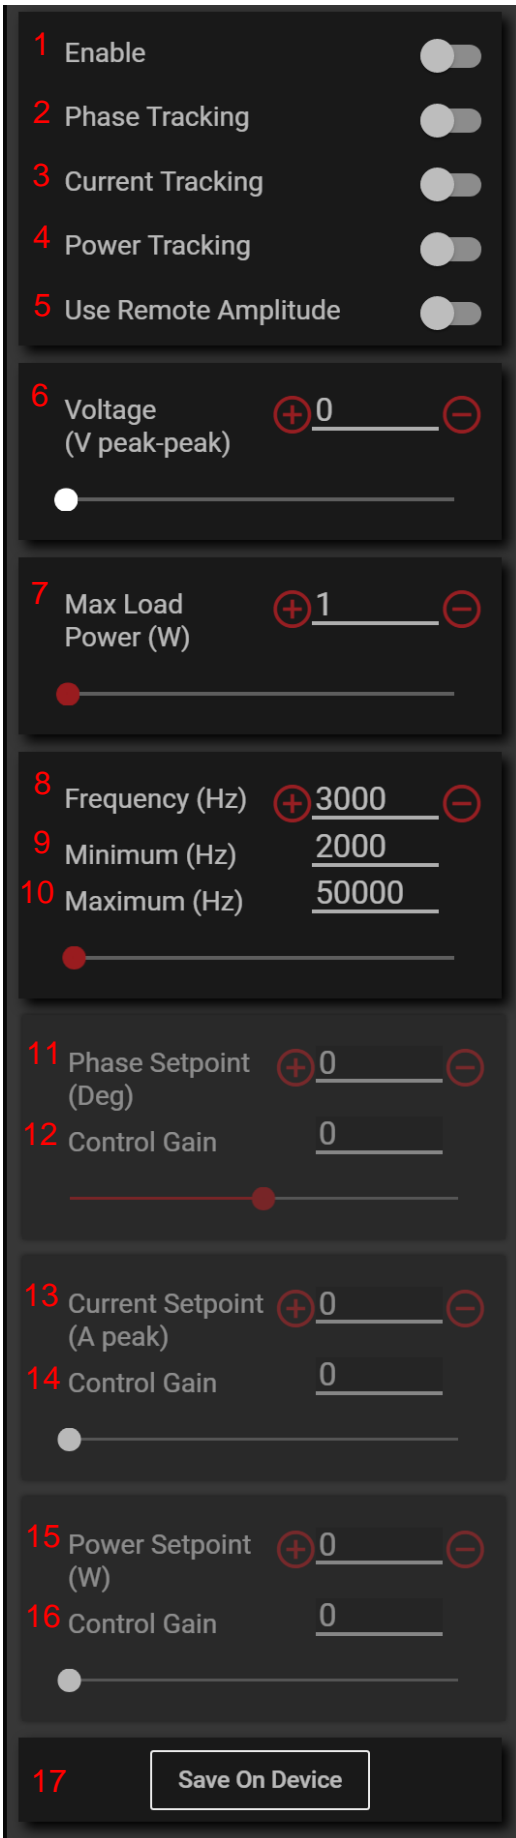 1 Enable
2 Phase Tracking
3 Current Tracking
4 Power Tracking
5 Use Remote Amplitude
6 Voltage 0
(V peak-peak)
7 Max Load 1
Power (W)
8 Frequency (Hz) 3000
9 Minimum (Hz) 2000
10 Maximum (Hz) 50000
11 Phase Setpoint 0
(Deg)
12 Control Gain 0
13 Current Setpoint 0
(A peak)
14 Control Gain 0
15 Power Setpoint 0
(W)
16 Control Gain 0
17 Save On Device